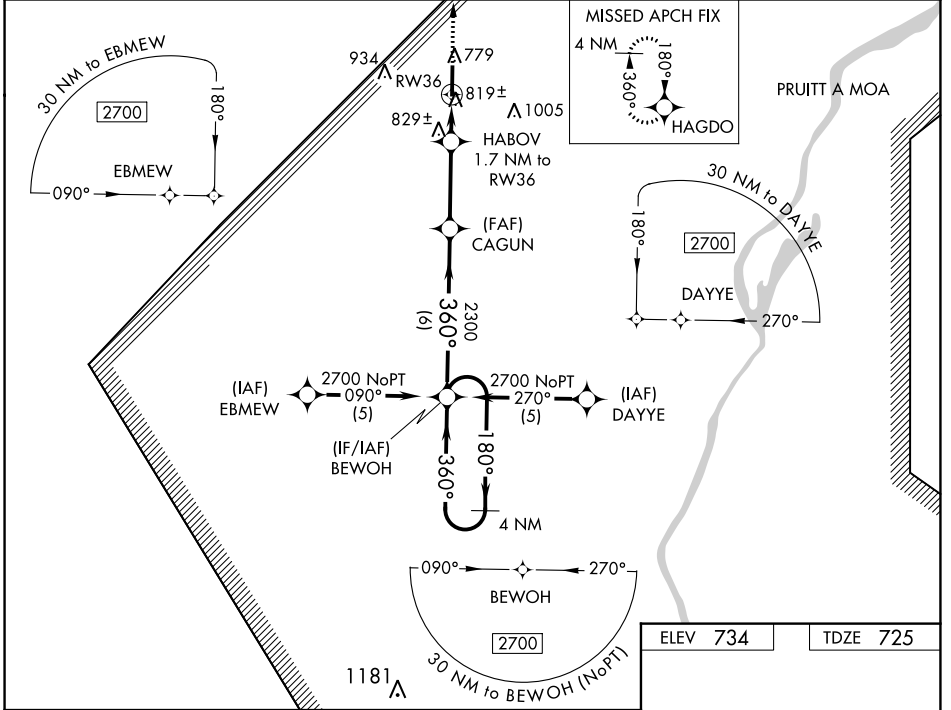 30 NM to EBMEW
2700
180°
EBMEW
090°
934
RW36
779
819±
829±
1005
HABOV
1.7 NM to
RW36
MISSED APCH FIX
4 NM
180°
360°
HAGDO
PRUITT A MOA
30 NM to DAYYE
180°
2700
DAYYE
270°
(FAF)
CAGUN
2300
360°
(6)
(IAF)
EBMEW
2700 NoPT
090°
(5)
2700 NoPT
270°
(5)
(IAF)
DAYYE
(IF/IAF)
BEWOH
360°
180°
4 NM
090°
270°
BEWOH
2700
30 NM to BEWOH (NoPT)
1181
ELEV 734
TDZE 725